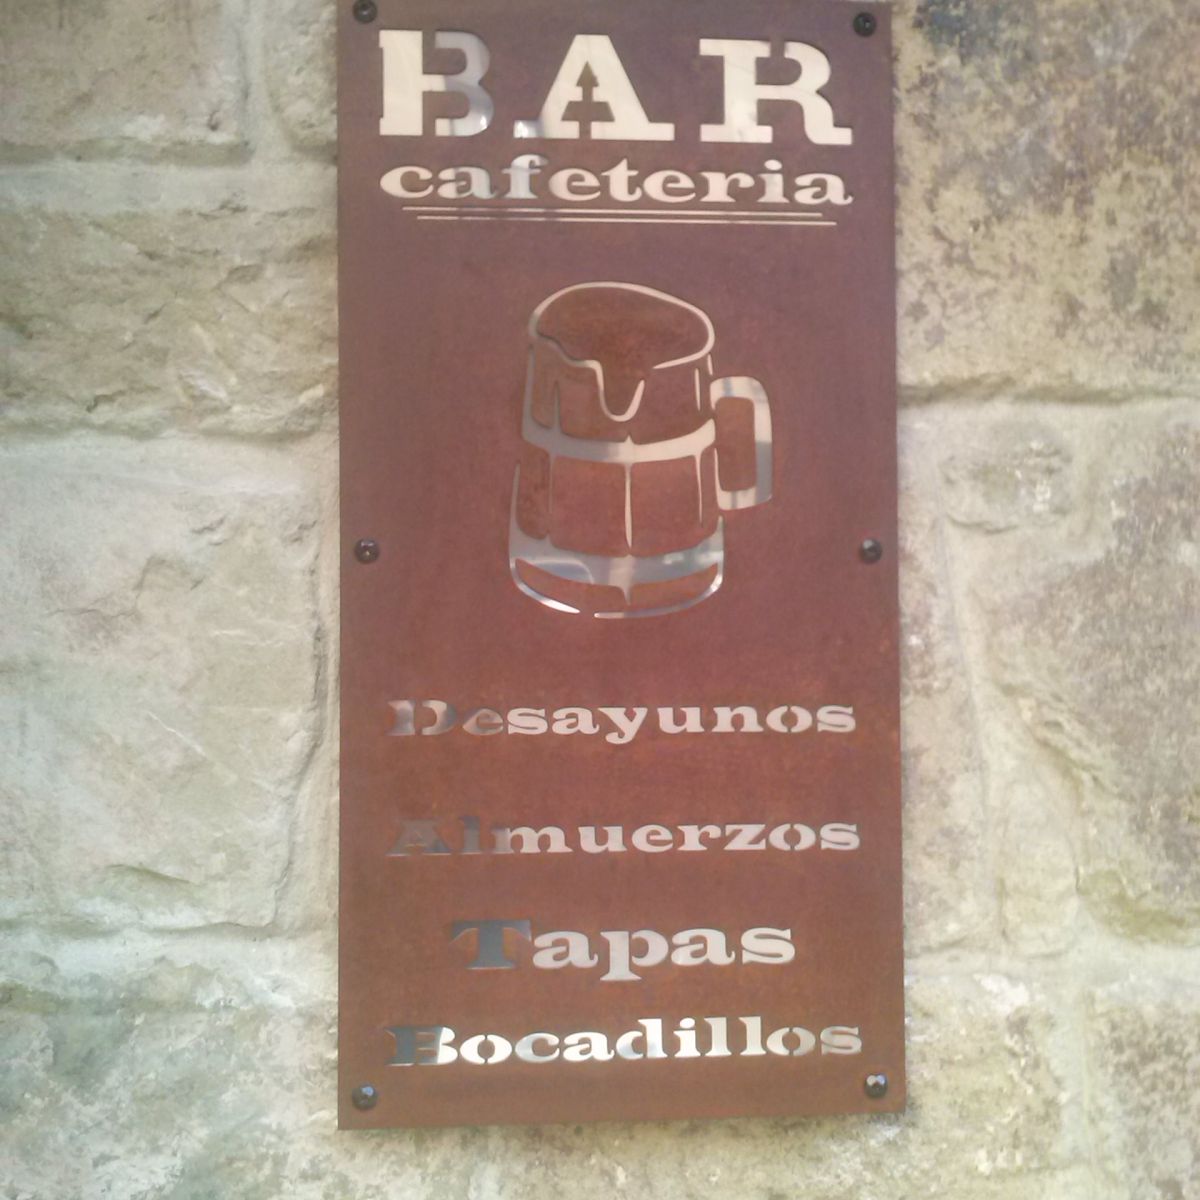 BAR
cafeteria
Desayunos
Almuerzos
Tapas
Bocadillos